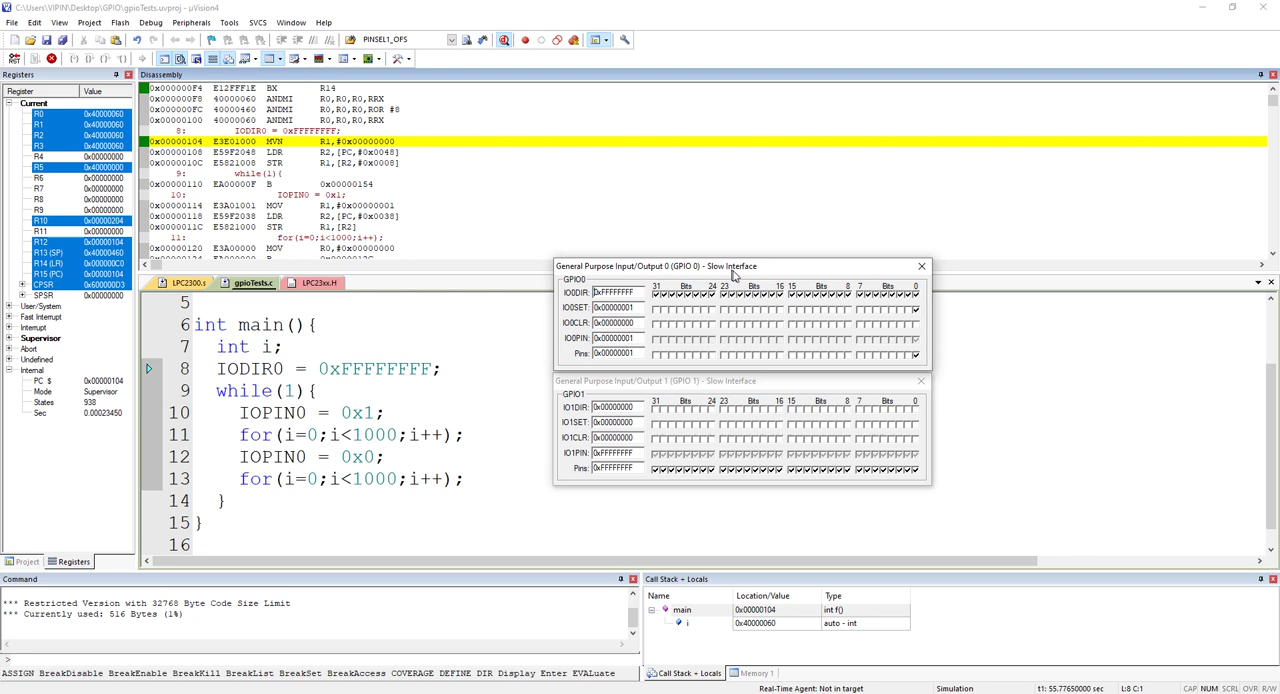 C:\Users\VIPIN\Desktop\GPIO\gpioTests.uvproj - µVision4
File Edit View Project Flash Debug Peripherals Tools SVCS Window Help
PINSEL1_OFS
Registers
Register Value
Current
R0 0x40000060
R1 0x40000060
R2 0x40000060
R3 0x40000060
R4 0x00000000
R5 0x40000000
R6 0x00000000
R7 0x00000000
R8 0x00000000
R9 0x00000000
R10 0x00000204
R11 0x00000000
R12 0x00000104
R13 (SP) 0x40000460
R14 (LR) 0x000000C0
R15 (PC) 0x00000104
CPSR 0x600000D3
SPSR 0x00000000
User/System
Fast Interrupt
Interrupt
Supervisor
Abort
Undefined
Internal
PC $ 0x00000104
Mode Supervisor
States 938
Sec 0.00023450
Project Registers
Disassembly
0x000000F4 E12FFF1E BX R14
0x000000F8 40000060 ANDMI R0,R0,R0,RRX
0x000000FC 40000460 ANDMI R0,R0,R0,ROR #8
0x00000100 40000060 ANDMI R0,R0,R0,RRX
8: IODIR0 = 0xFFFFFFFF;
0x00000104 E3E01000 MVN R1,#0x00000000
0x00000108 E59F2048 LDR R2,[PC,#0x0048]
0x0000010C E5821008 STR R1,[R2,#0x0008]
9: while(1){
0x00000110 EA00000F B 0x00000154
10: IOPIN0 = 0x1;
0x00000114 E3A01001 MOV R1,#0x00000001
0x00000118 E59F2038 LDR R2,[PC,#0x0038]
0x0000011C E5821000 STR R1,[R2]
11: for(i=0;i<1000;i++);
0x00000120 E3A00000 MOV R0,#0x00000000
LPC2300.s gpioTests.c LPC23xx.H
5
6 int main(){
7 int i;
8 IODIR0 = 0xFFFFFFFF;
9 while(1){
10 IOPIN0 = 0x1;
11 for(i=0;i<1000;i++);
12 IOPIN0 = 0x0;
13 for(i=0;i<1000;i++);
14 }
15 }
16
General Purpose Input/Output 0 (GPIO 0) - Slow Interface
GPIO0
31 Bits 24 23 Bits 16 15 Bits 8 7 Bits 0
IO0DIR: 0xFFFFFFFF
IO0SET: 0x00000001
IO0CLR: 0x00000000
IO0PIN: 0x00000001
Pins: 0x00000001
General Purpose Input/Output 1 (GPIO 1) - Slow Interface
GPIO1
31 Bits 24 23 Bits 16 15 Bits 8 7 Bits 0
IO1DIR: 0x00000000
IO1SET: 0x00000000
IO1CLR: 0x00000000
IO1PIN: 0xFFFFFFFF
Pins: 0xFFFFFFFF
Command
*** Restricted Version with 32768 Byte Code Size Limit
*** Currently used: 516 Bytes (1%)
>
ASSIGN BreakDisable BreakEnable BreakKill BreakList BreakSet BreakAccess COVERAGE DEFINE DIR Display Enter EVALuate
Call Stack + Locals
Name Location/Value Type
main 0x00000104 int f()
i 0x40000060 auto - int
Call Stack + Locals Memory 1
Real-Time Agent: Not in target Simulation t1: 55.77650000 sec L:8 C:1 CAP NUM SCRL OVR R/W